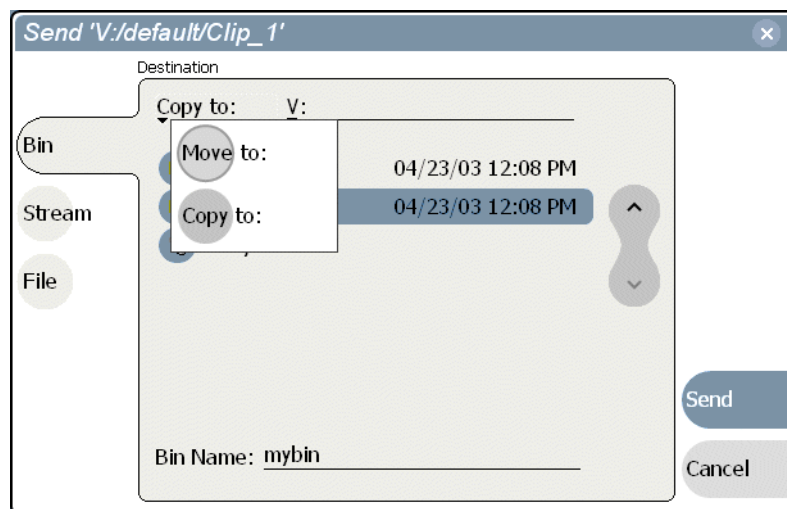 Send 'V:/default/Clip_1'
Destination
Copy to: V:
Bin
Move to:
04/23/03 12:08 PM
Stream
Copy to:
04/23/03 12:08 PM
File
Send
Bin Name: mybin
Cancel